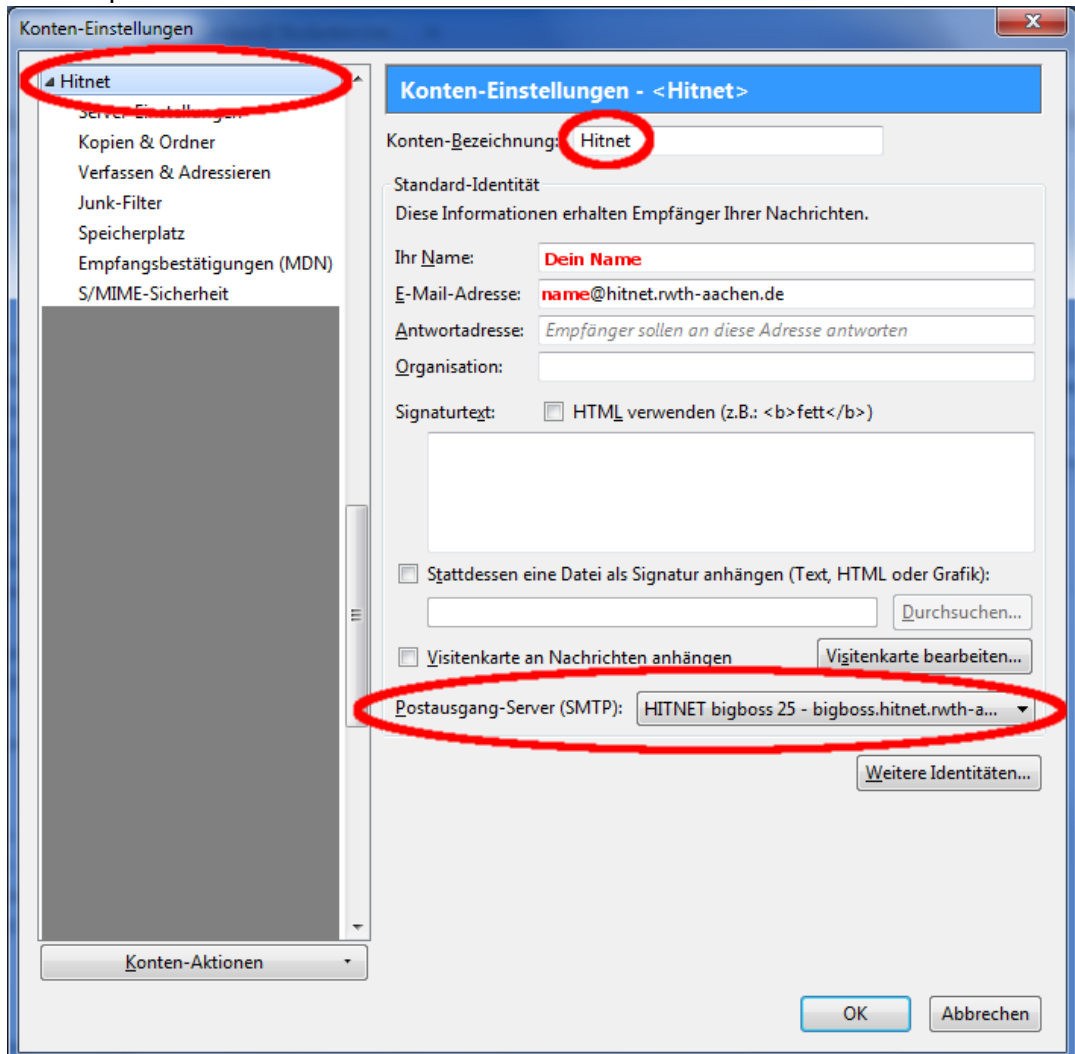 Konten-Einstellungen
Hitnet
Server-Einstellungen
Kopien & Ordner
Verfassen & Adressieren
Junk-Filter
Speicherplatz
Empfangsbestätigungen (MDN)
S/MIME-Sicherheit
Konten-Aktionen
Konten-Einstellungen - <Hitnet>
Konten-Bezeichnung: Hitnet
Standard-Identität
Diese Informationen erhalten Empfänger Ihrer Nachrichten.
Ihr Name: Dein Name
E-Mail-Adresse: name@hitnet.rwth-aachen.de
Antwortadresse: Empfänger sollen an diese Adresse antworten
Organisation:
Signaturtext: HTML verwenden (z.B.: <b>fett</b>)
Stattdessen eine Datei als Signatur anhängen (Text, HTML oder Grafik):
Durchsuchen...
Visitenkarte an Nachrichten anhängen Visitenkarte bearbeiten...
Postausgang-Server (SMTP): HITNET bigboss 25 - bigboss.hitnet.rwth-a...
Weitere Identitäten...
OK Abbrechen